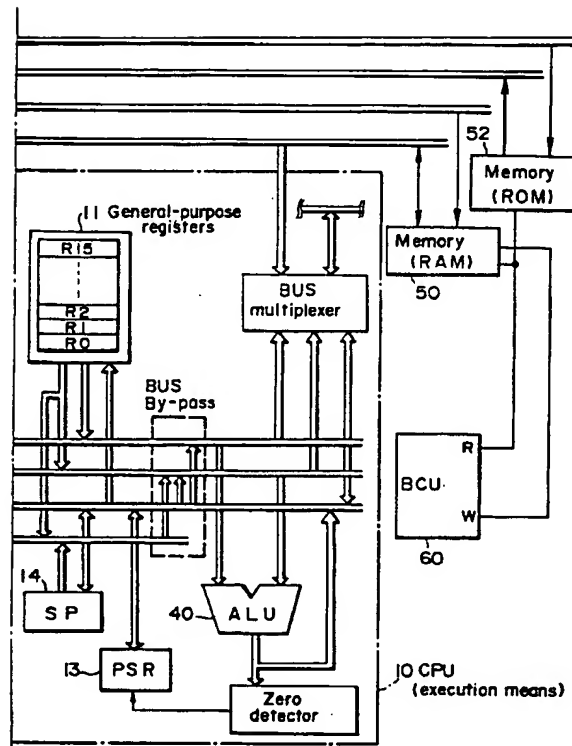 52
Memory
(ROM)
11 General-purpose
registers
R15
R2
R1
R0
Memory
(RAM)
50
BUS
multiplexer
BUS
By-pass
R
BCU
W
60
14
SP
40
ALU
13
PSR
Zero
detector
10 CPU
(execution means)